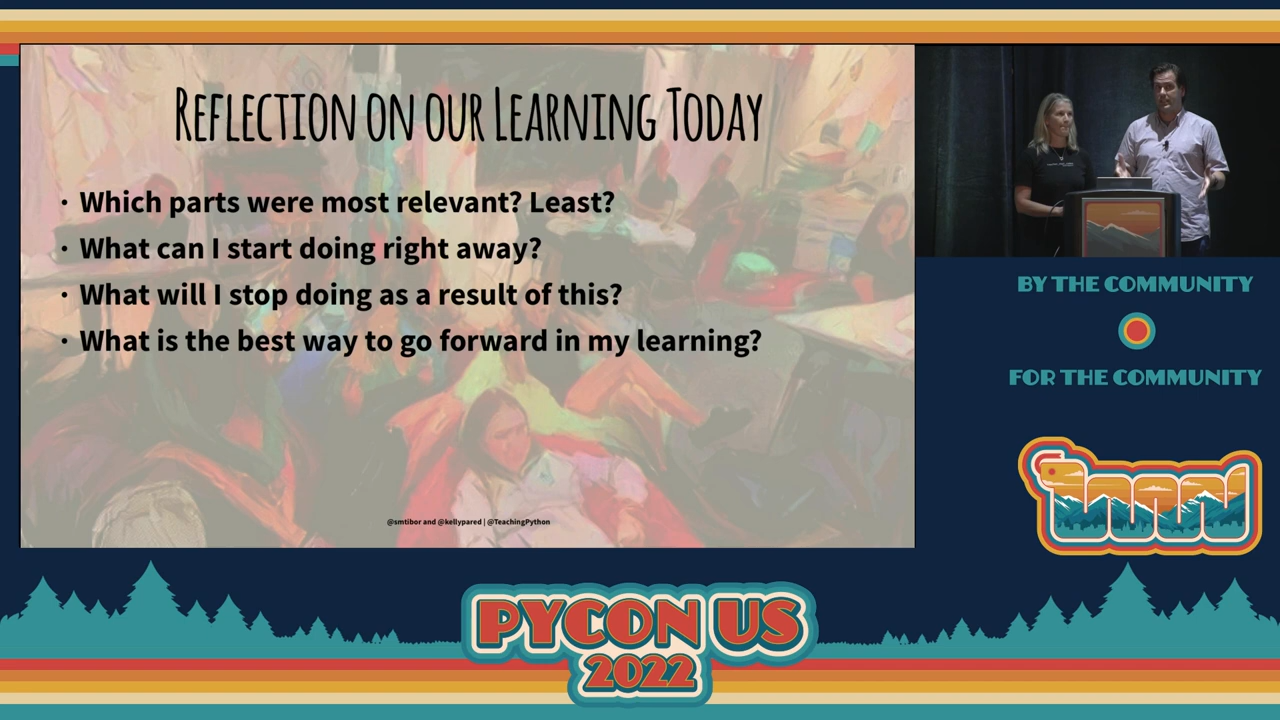 Reflection on our Learning Today
• Which parts were most relevant? Least?
• What can I start doing right away?
• What will I stop doing as a result of this?
• What is the best way to go forward in my learning?
@smtibor and @kellypared | @TeachingPython
BY THE COMMUNITY
FOR THE COMMUNITY
PYCON US
2022